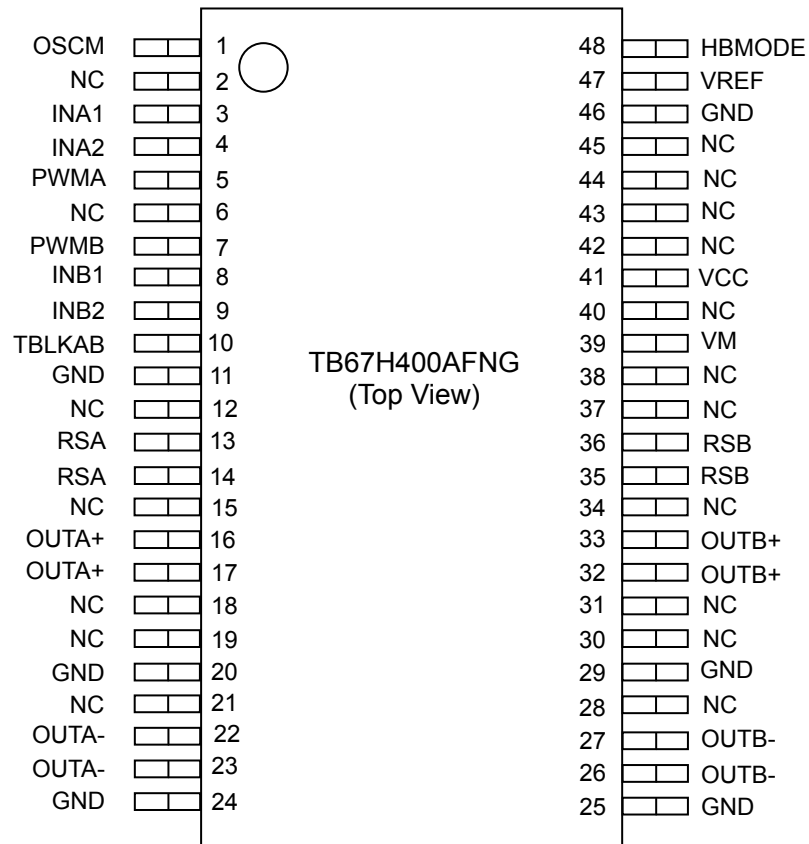 OSCM 1 48 HBMODE
NC 2 47 VREF
INA1 3 46 GND
INA2 4 45 NC
PWMA 5 44 NC
NC 6 43 NC
PWMB 7 42 NC
INB1 8 41 VCC
INB2 9 40 NC
TBLKAB 10 39 VM
GND 11 38 NC
TB67H400AFNG
(Top View)
NC 12 37 NC
RSA 13 36 RSB
RSA 14 35 RSB
NC 15 34 NC
OUTA+ 16 33 OUTB+
OUTA+ 17 32 OUTB+
NC 18 31 NC
NC 19 30 NC
GND 20 29 GND
NC 21 28 NC
OUTA- 22 27 OUTB-
OUTA- 23 26 OUTB-
GND 24 25 GND